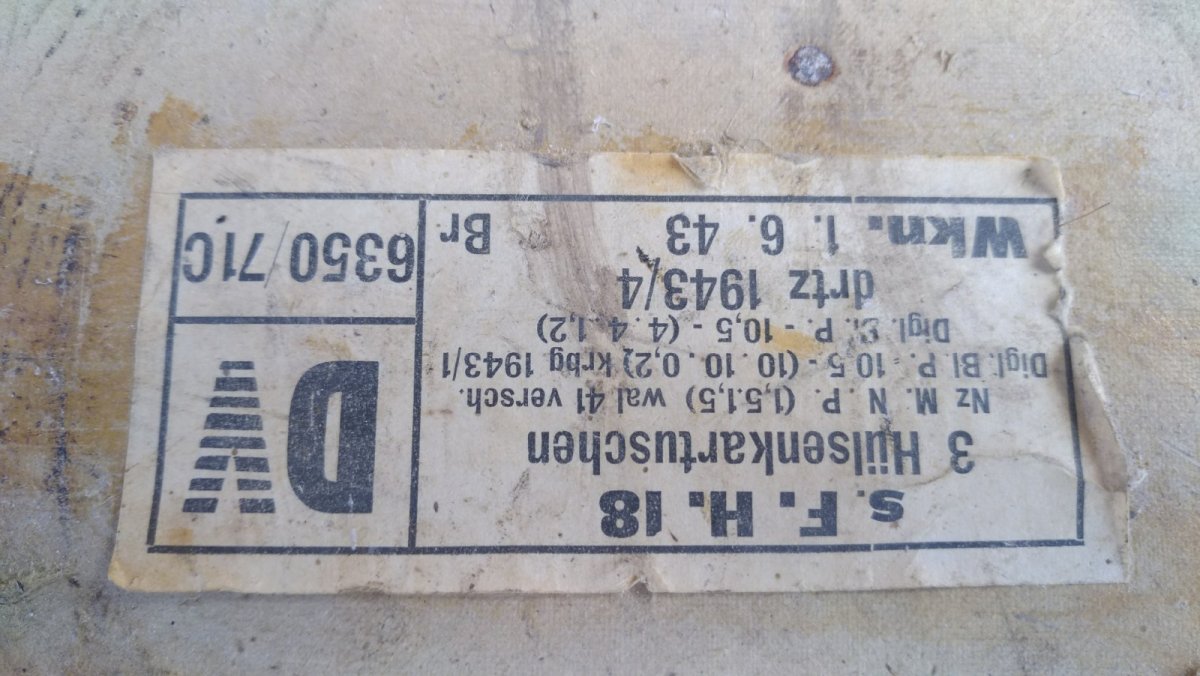 s. F. H. 18
3 Hülsenkartuschen
Nz M. N. P. (1,5.1,5) wal 41 versch.
Digl. Bl. P. - 10,5 - (10. 10. 0,2) krbg 1943/1
Digl. P. - 10,5 - (4. 4. 1,2)
drtz 1943/4
Wkn. 1. 6. 43 Br
DV
6350/71C